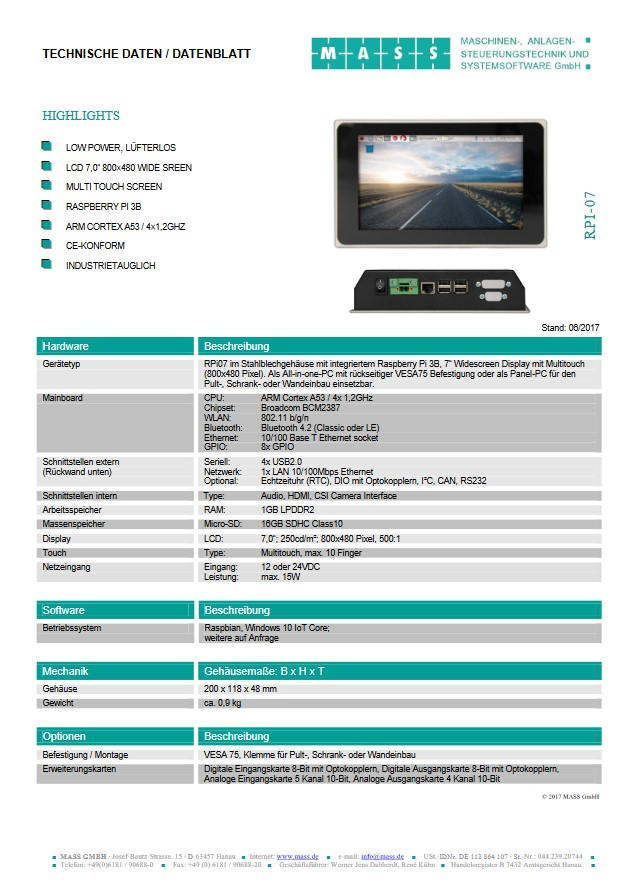 TECHNISCHE DATEN / DATENBLATT
M A S S
MASCHINEN-, ANLAGEN-
STEUERUNGSTECHNIK UND
SYSTEMSOFTWARE GmbH
HIGHLIGHTS
LOW POWER, LÜFTERLOS
LCD 7,0“ 800x480 WIDE SREEN
MULTI TOUCH SCREEN
RASPBERRY PI 3B
ARM CORTEX A53 / 4x1,2GHZ
CE-KONFORM
INDUSTRIETAUGLICH
RPI-07
Stand: 06/2017
Hardware Beschreibung
Gerätetyp RPi07 im Stahlblechgehäuse mit integriertem Raspberry Pi 3B, 7“ Widescreen Display mit Multitouch
(800x480 Pixel). Als All-in-one-PC mit rückseitiger VESA75 Befestigung oder als Panel-PC für den
Pult-, Schrank- oder Wandeinbau einsetzbar.
Mainboard CPU: ARM Cortex A53 / 4x 1,2GHz
Chipset: Broadcom BCM2387
WLAN: 802.11 b/g/n
Bluetooth: Bluetooth 4.2 (Classic oder LE)
Ethernet: 10/100 Base T Ethernet socket
GPIO: 8x GPIO
Schnittstellen extern Seriell: 4x USB2.0
(Rückwand unten) Netzwerk: 1x LAN 10/100Mbps Ethernet
Optional: Echtzeituhr (RTC), DIO mit Optokopplern, I²C, CAN, RS232
Schnittstellen intern Type: Audio, HDMI, CSI Camera Interface
Arbeitsspeicher RAM: 1GB LPDDR2
Massenspeicher Micro-SD: 16GB SDHC Class10
Display LCD: 7,0“; 250cd/m²; 800x480 Pixel, 500:1
Touch Type: Multitouch, max. 10 Finger
Netzeingang Eingang: 12 oder 24VDC
Leistung: max. 15W
Software Beschreibung
Betriebssystem Raspbian, Windows 10 IoT Core;
weitere auf Anfrage
Mechanik Gehäusemaße: B x H x T
Gehäuse 200 x 118 x 48 mm
Gewicht ca. 0,9 kg
Optionen Beschreibung
Befestigung / Montage VESA 75, Klemme für Pult-, Schrank- oder Wandeinbau
Erweiterungskarten Digitale Eingangskarte 8-Bit mit Optokopplern, Digitale Ausgangskarte 8-Bit mit Optokopplern,
Analoge Eingangskarte 5 Kanal 10-Bit, Analoge Ausgangskarte 4 Kanal 10-Bit
© 2017 MASS GmbH
MASS GMBH · Josef-Bautz-Strasse. 15 · D-63457 Hanau Internet: www.mass.de e-mail: info@mass.de USt. IDNr. DE 113 864 107 · St.-Nr.: 044.239.20744
Telefon: +49(0)6181 / 90688-0 Fax: +49 (0) 6181 / 90688-20 Geschäftsführer: Werner Jens Dahlerdt, René Kühn Handelsregister B 7432 Amtsgericht Hanau